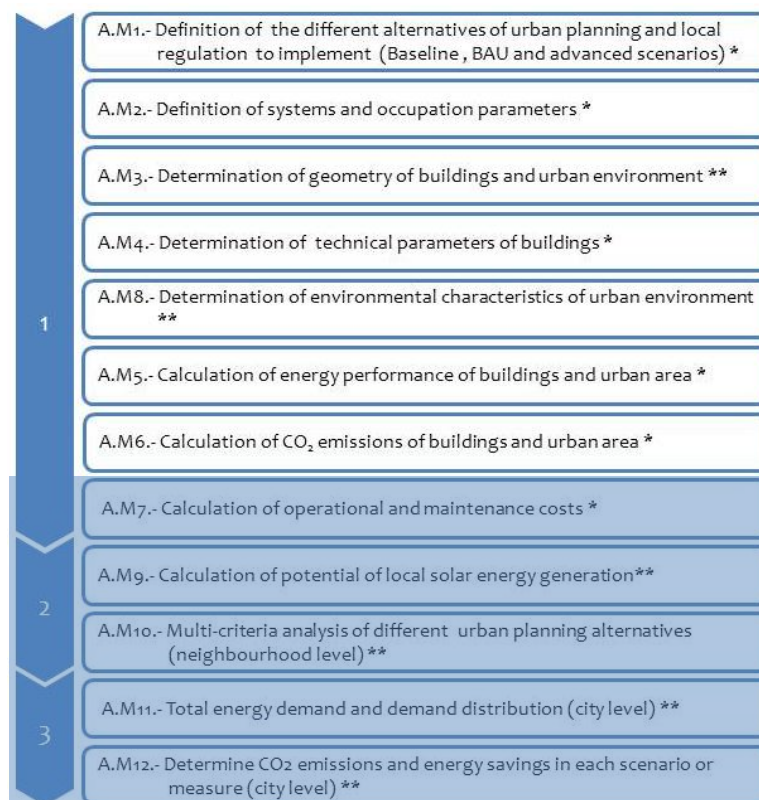 A.M1.- Definition of the different alternatives of urban planning and local
regulation to implement (Baseline , BAU and advanced scenarios) *
A.M2.- Definition of systems and occupation parameters *
A.M3.- Determination of geometry of buildings and urban environment **
A.M4.- Determination of technical parameters of buildings *
A.M8.- Determination of environmental characteristics of urban environment
**
1
A.M5.- Calculation of energy performance of buildings and urban area *
A.M6.- Calculation of CO₂ emissions of buildings and urban area *
A.M7.- Calculation of operational and maintenance costs *
A.M9.- Calculation of potential of local solar energy generation**
2
A.M10.- Multi-criteria analysis of different urban planning alternatives
(neighbourhood level) **
A.M11.- Total energy demand and demand distribution (city level) **
3
A.M12.- Determine CO2 emissions and energy savings in each scenario or
measure (city level) **